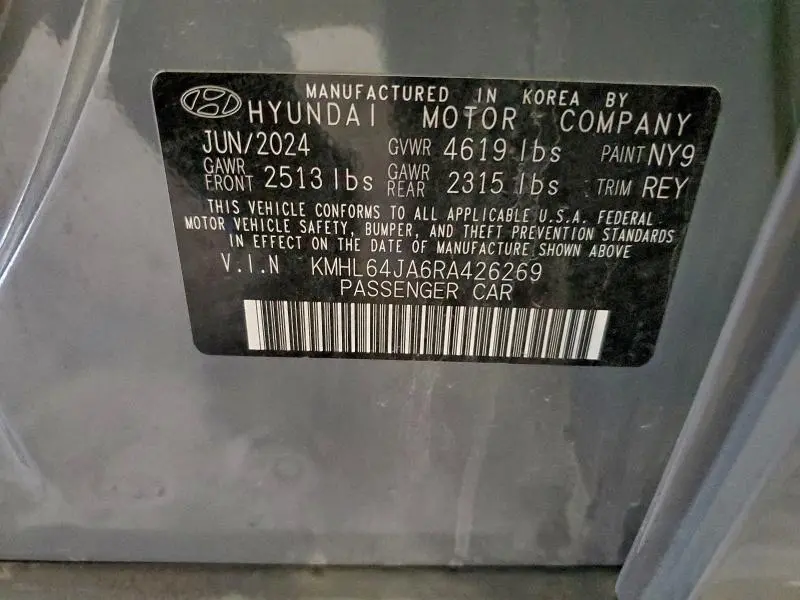 MANUFACTURED IN KOREA BY
HYUNDAI MOTOR COMPANY
JUN/2024 GVWR 4619 lbs PAINT NY9
GAWR FRONT 2513 lbs GAWR REAR 2315 lbs TRIM REY
THIS VEHICLE CONFORMS TO ALL APPLICABLE U.S.A. FEDERAL
MOTOR VEHICLE SAFETY, BUMPER, AND THEFT PREVENTION STANDARDS
IN EFFECT ON THE DATE OF MANUFACTURE SHOWN ABOVE
V.I.N KMHL64JA6RA426269
PASSENGER CAR